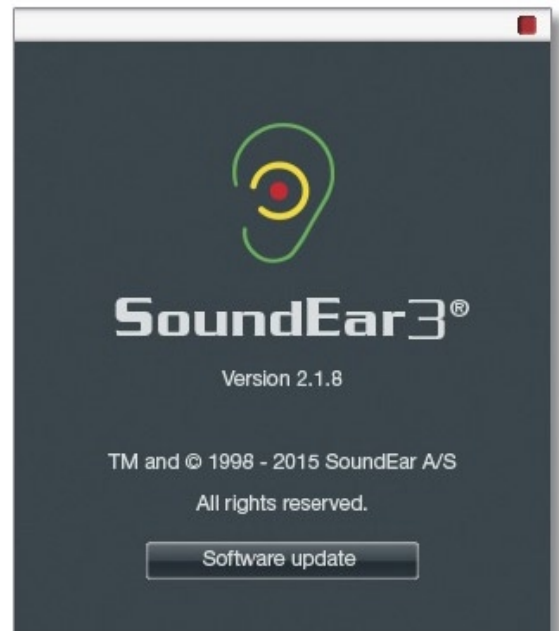 SoundEar3®
Version 2.1.8
TM and © 1998 - 2015 SoundEar A/S
All rights reserved.
Software update